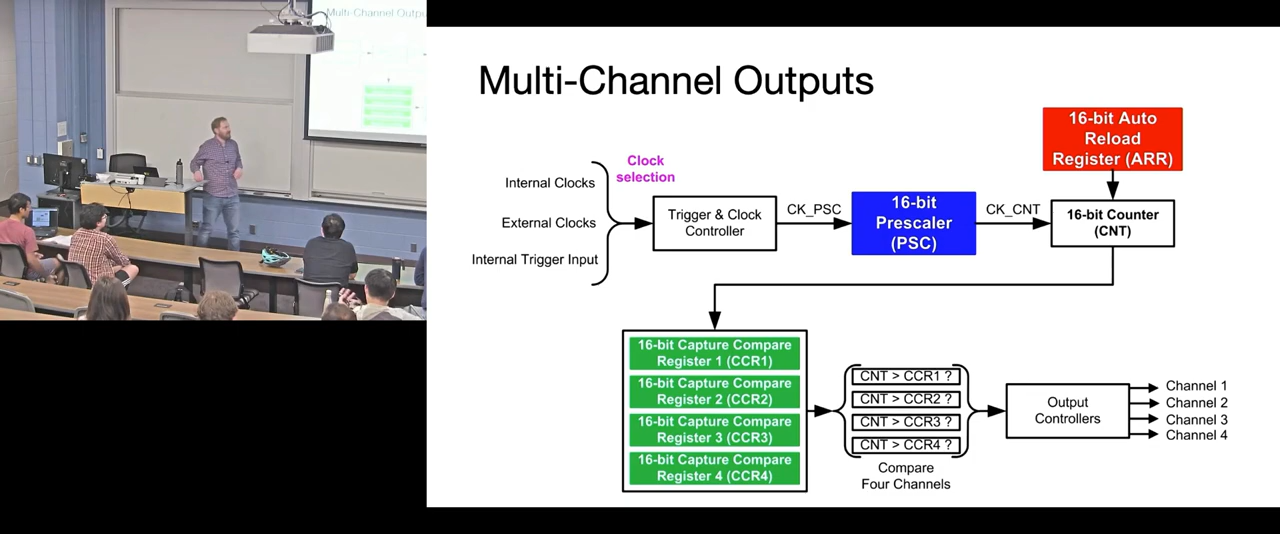 Multi-Channel Outpu
Multi-Channel Outputs
16-bit Auto
Reload
Register (ARR)
Clock
selection
Internal Clocks
External Clocks
Internal Trigger Input
Trigger & Clock
Controller
CK_PSC
16-bit
Prescaler
(PSC)
CK_CNT
16-bit Counter
(CNT)
16-bit Capture Compare
Register 1 (CCR1)
16-bit Capture Compare
Register 2 (CCR2)
16-bit Capture Compare
Register 3 (CCR3)
16-bit Capture Compare
Register 4 (CCR4)
CNT > CCR1 ?
CNT > CCR2 ?
CNT > CCR3 ?
CNT > CCR4 ?
Compare
Four Channels
Output
Controllers
Channel 1
Channel 2
Channel 3
Channel 4